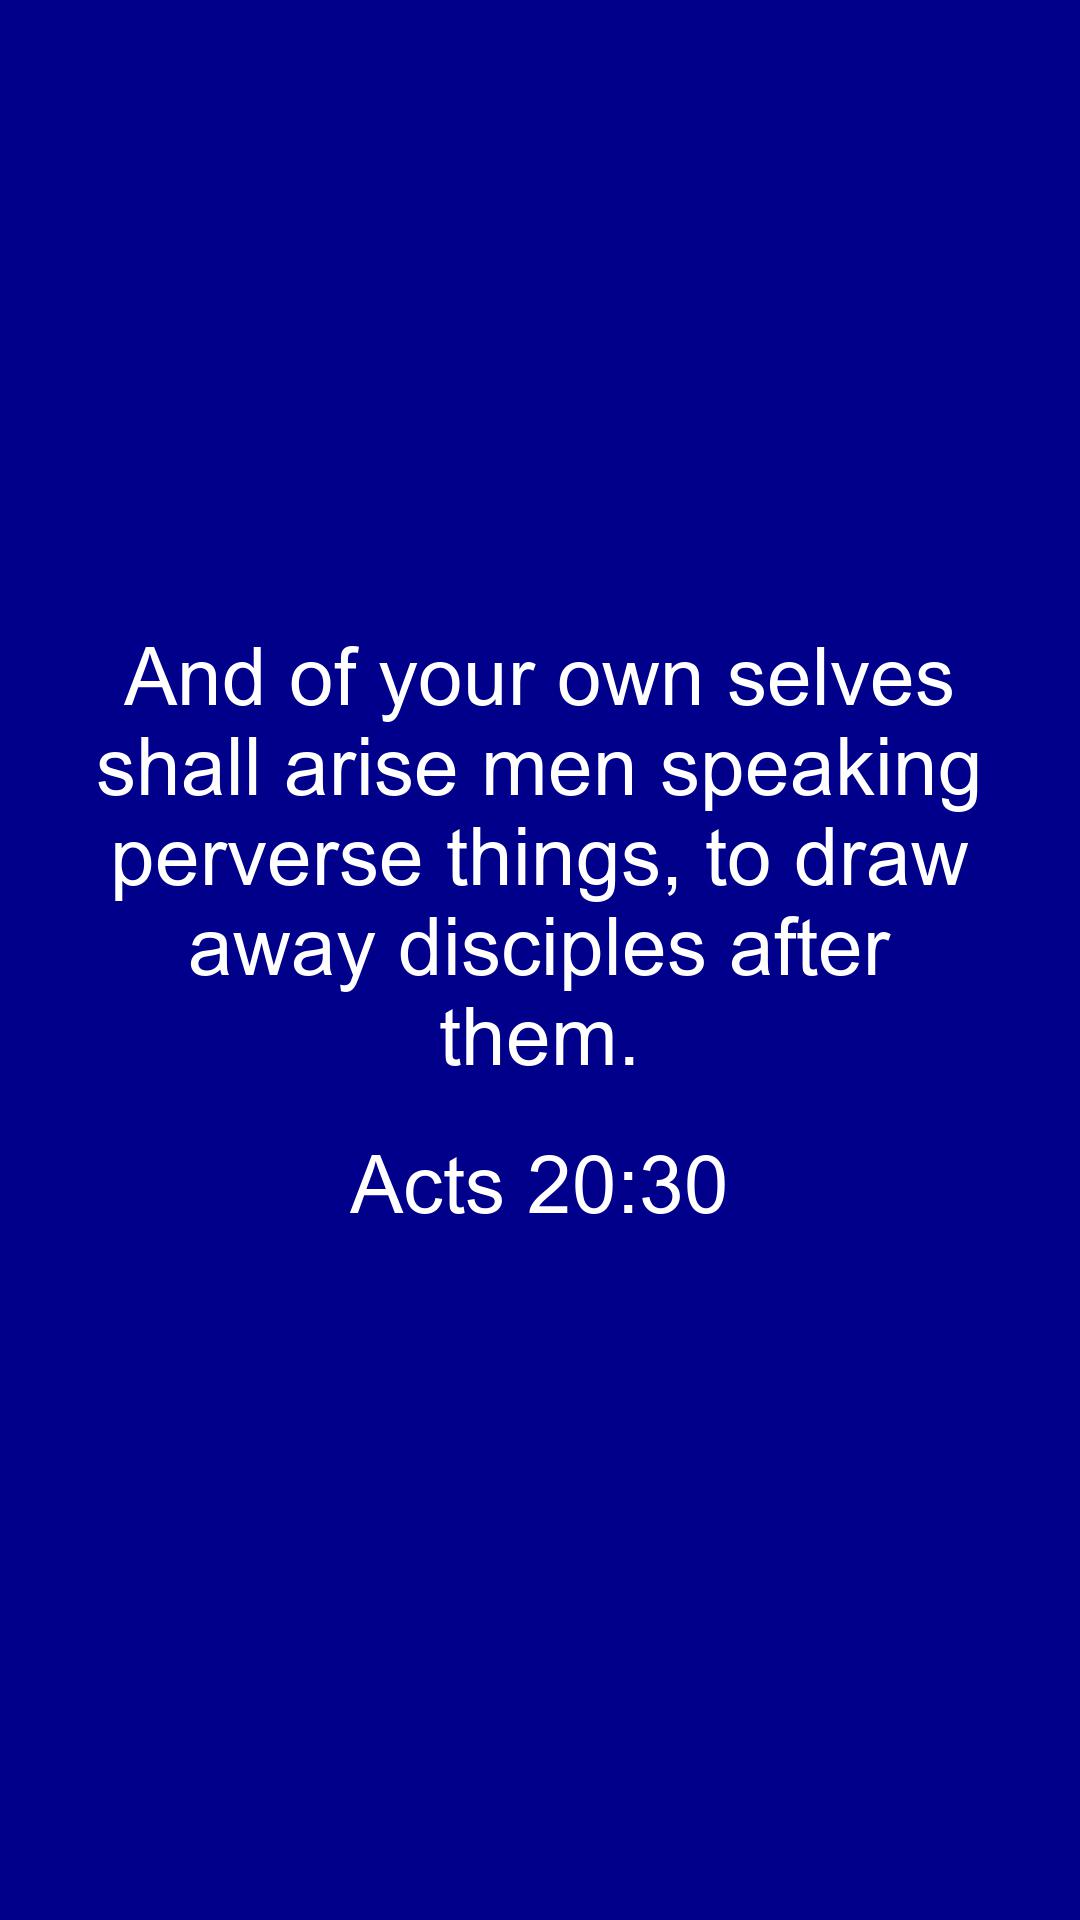 And of your own selves
shall arise men speaking
perverse things, to draw
away disciples after
them.
Acts 20:30